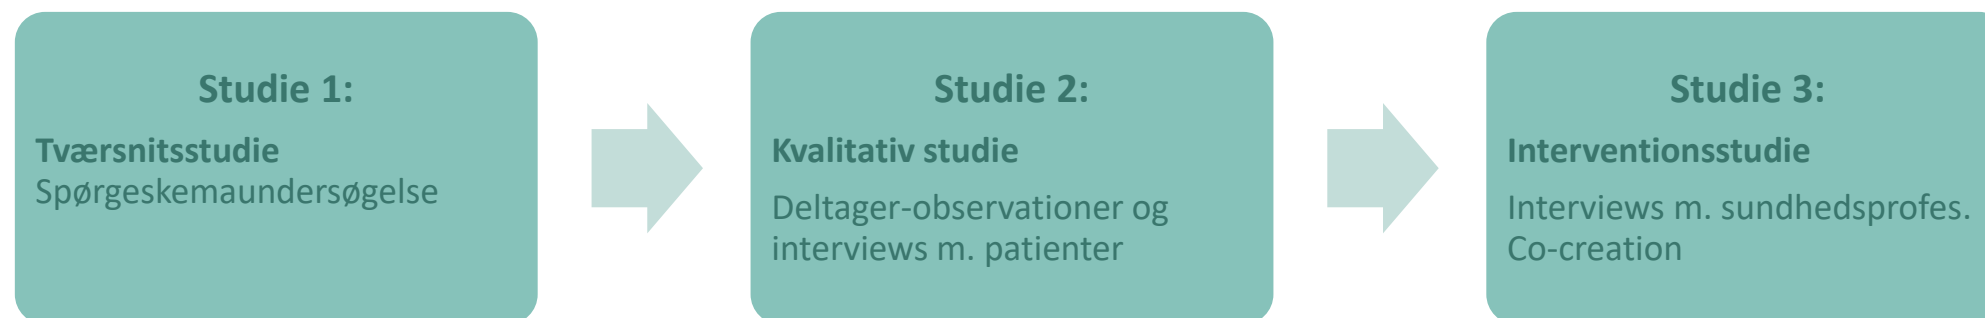 Studie 1:
Tværsnitsstudie
Spørgeskemaundersøgelse
Studie 2:
Kvalitativ studie
Deltager-observationer og
interviews m. patienter
Studie 3:
Interventionsstudie
Interviews m. sundhedsprofes.
Co-creation